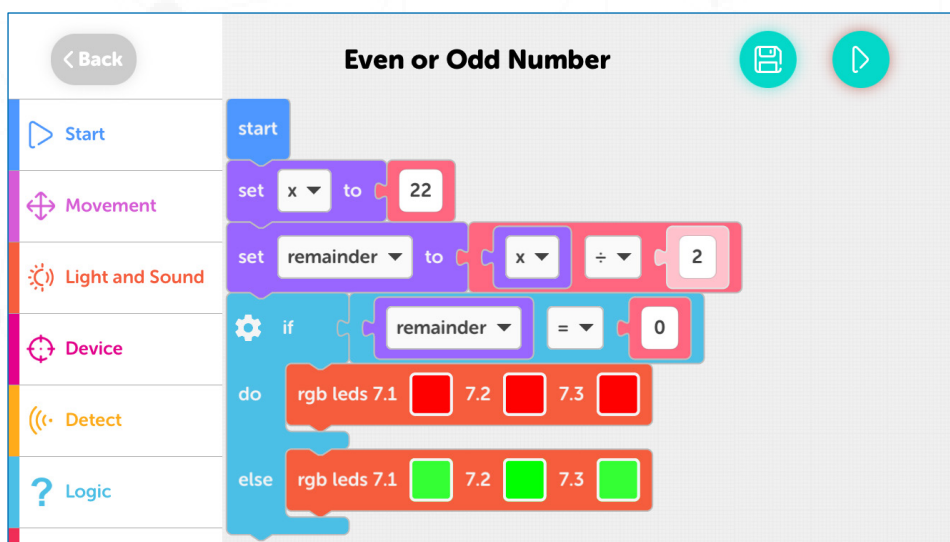 < Back
Even or Odd Number
Start
Movement
Light and Sound
Device
Detect
Logic
start
set x to 22
set remainder to x ÷ 2
if remainder = 0
do rgb leds 7.1 7.2 7.3
else rgb leds 7.1 7.2 7.3